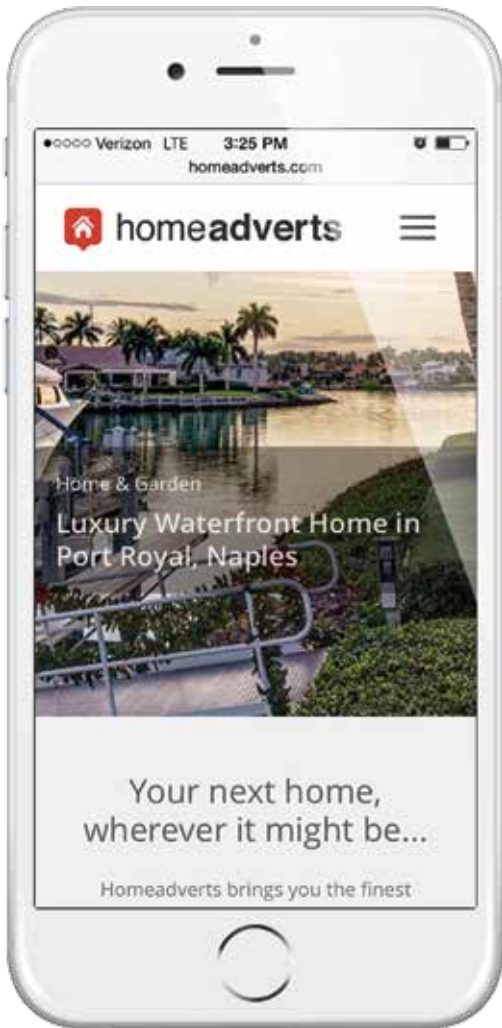 Verizon LTE 3:25 PM
homeadverts.com
homeadverts
Home & Garden
Luxury Waterfront Home in
Port Royal, Naples
Your next home,
wherever it might be...
Homeadverts brings you the finest